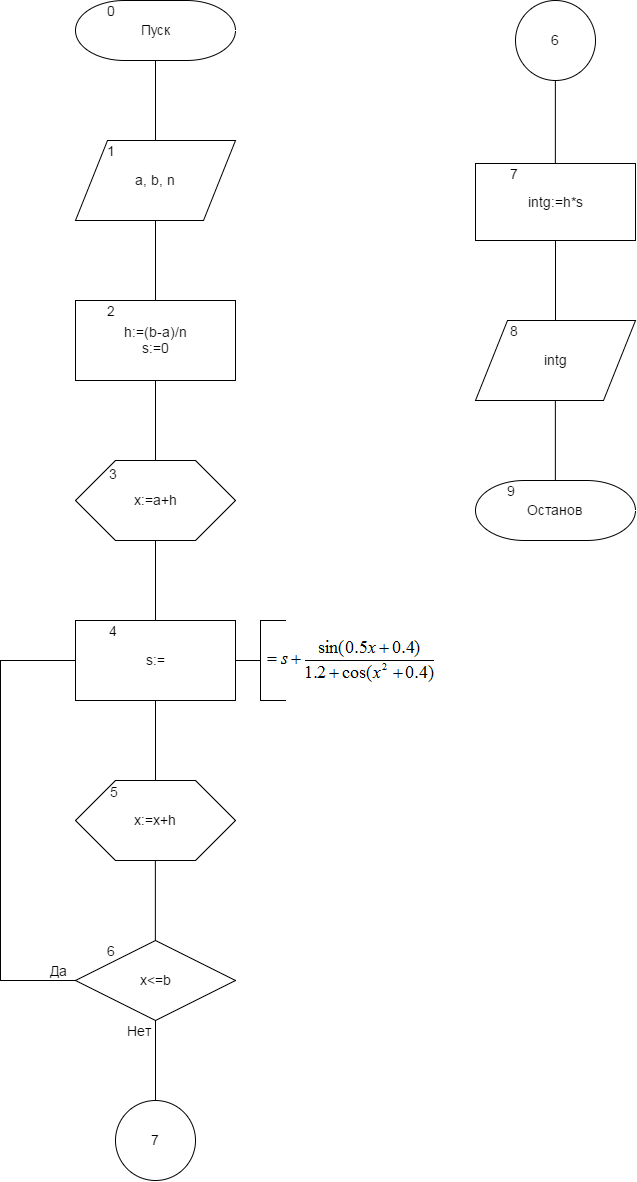 0
Пуск
1
a, b, n
2
h:=(b-a)/n
s:=0
3
x:=a+h
4
s:=
= s + sin(0.5x + 0.4) / 1.2 + cos(x² + 0.4)
5
x:=x+h
6
Да
x<=b
Нет
7
6
7
intg:=h*s
8
intg
9
Останов